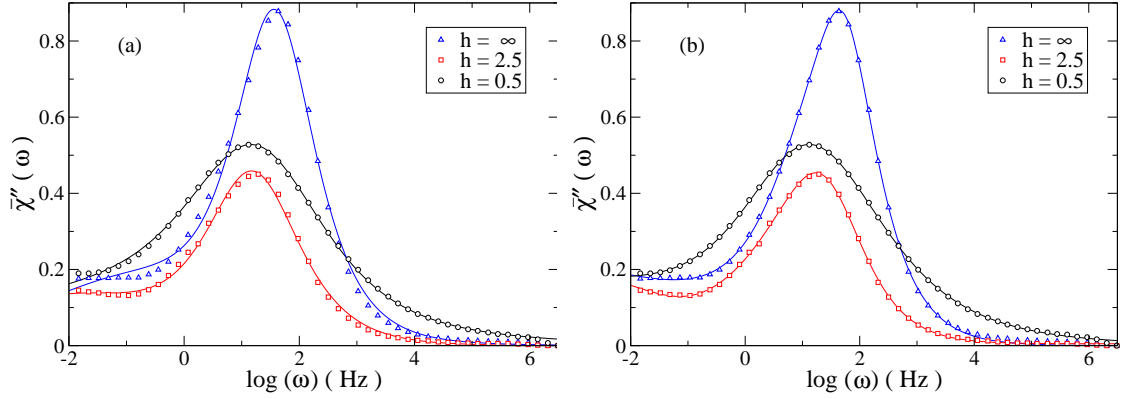 (a)
h = ∞
h = 2.5
h = 0.5
0.8
0.6
0.4
0.2
0
χ̄″ ( ω )
-2 0 2 4 6
log (ω) ( Hz )
(b)
h = ∞
h = 2.5
h = 0.5
0.8
0.6
0.4
0.2
0
χ̄″ ( ω )
-2 0 2 4 6
log (ω) ( Hz )